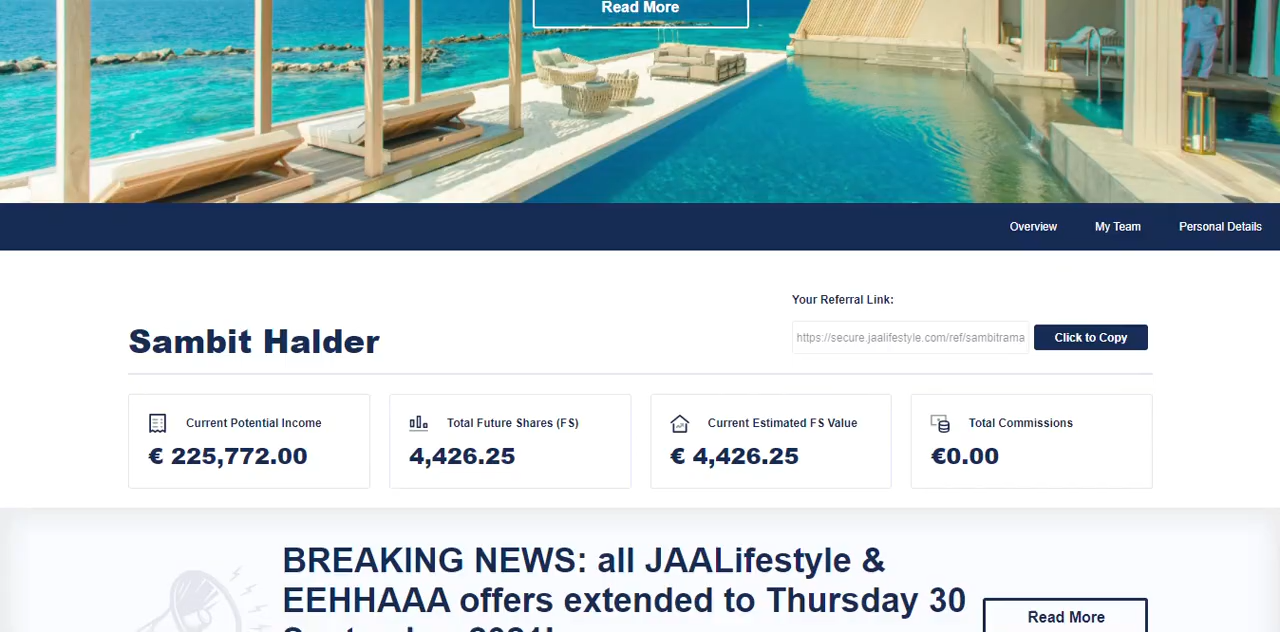 Read More
Overview My Team Personal Details
Your Referral Link:
Sambit Halder
https://secure.jaalifestyle.com/ref/sambitrama Click to Copy
Current Potential Income
€ 225,772.00
Total Future Shares (FS)
4,426.25
Current Estimated FS Value
€ 4,426.25
Total Commissions
€0.00
BREAKING NEWS: all JAALifestyle &
EEHHAAA offers extended to Thursday 30
September 2021!
Read More